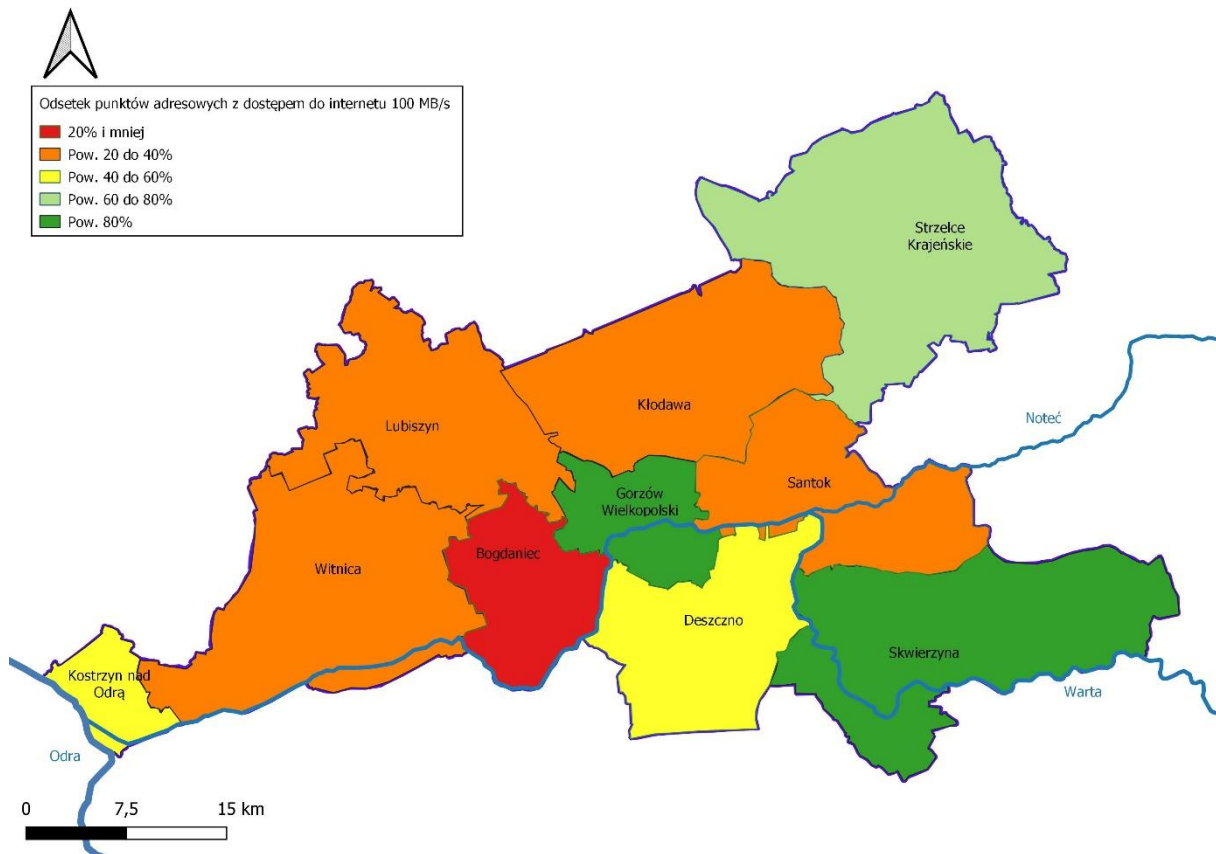 Odsetek punktów adresowych z dostępem do internetu 100 MB/s
20% i mniej
Pow. 20 do 40%
Pow. 40 do 60%
Pow. 60 do 80%
Pow. 80%
Strzelce
Krajeńskie
Kłodawa
Noteć
Lubiszyn
Santok
Gorzów
Wielkopolski
Bogdaniec
Witnica
Deszczno
Skwierzyna
Kostrzyn nad
Odrą
Warta
Odra
0 7,5 15 km